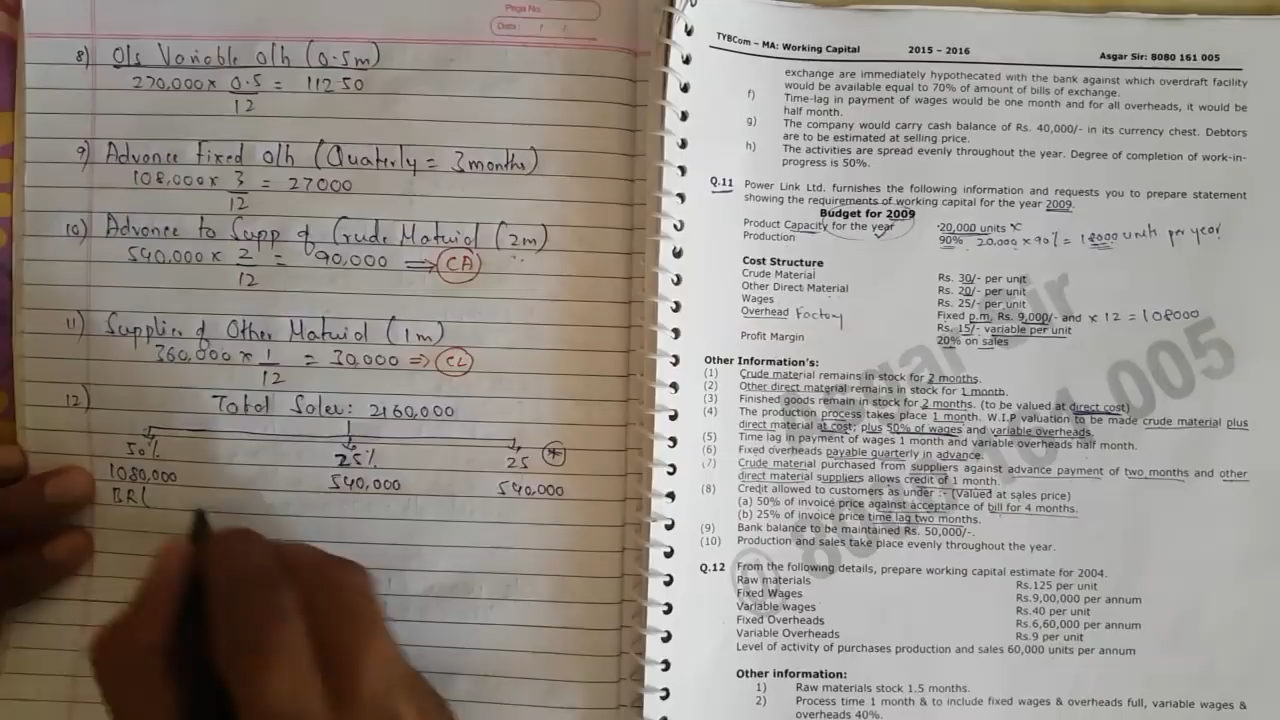 Page No.
Date: / /
8) O/s Variable O/h (0.5m)
270,000 x 0.5 = 11250
12
9) Advance Fixed O/h (Quaterly = 3 months)
108,000 x 3 = 27000
12
10) Advance to Supp of Crude Material (2m)
540,000 x 2 = 90,000 ⇒ CA
12
11) Supplier of Other Material (1m)
360,000 x 1 = 30,000 ⇒ CL
12
12) Total Sales: 2160,000
50% 25% 25
1080,000 540,000 540,000
BR(
TYBCom – MA: Working Capital 2015 – 2016 Asgar Sir: 8080 161 005
exchange are immediately hypothecated with the bank against which overdraft facility
would be available equal to 70% of amount of bills of exchange.
f) Time-lag in payment of wages would be one month and for all overheads, it would be
half month.
g) The company would carry cash balance of Rs. 40,000/- in its currency chest. Debtors
are to be estimated at selling price.
h) The activities are spread evenly throughout the year. Degree of completion of work-in-
progress is 50%.
Q.11 Power Link Ltd. furnishes the following information and requests you to prepare statement
showing the requirements of working capital for the year 2009.
Budget for 2009
Product Capacity for the year 20,000 units
Production 90% 20,000 x 90% = 18000 units per year
Cost Structure
Crude Material Rs. 30/- per unit
Other Direct Material Rs. 20/- per unit
Wages Rs. 25/- per unit
Overhead Factory Fixed p.m, Rs. 9,000/- and x 12 = 108000
Rs. 15/- variable per unit
Profit Margin 20% on sales
Other Information's:
(1) Crude material remains in stock for 2 months.
(2) Other direct material remains in stock for 1 month.
(3) Finished goods remain in stock for 2 months. (to be valued at direct cost)
(4) The production process takes place 1 month. W.I.P valuation to be made crude material plus
direct material at cost; plus 50% of wages and variable overheads.
(5) Time lag in payment of wages 1 month and variable overheads half month.
(6) Fixed overheads payable quarterly in advance.
(7) Crude material purchased from suppliers against advance payment of two months and other
direct material suppliers allows credit of 1 month.
(8) Credit allowed to customers as under :- (Valued at sales price)
(a) 50% of invoice price against acceptance of bill for 4 months.
(b) 25% of invoice price time lag two months.
(9) Bank balance to be maintained Rs. 50,000/-.
(10) Production and sales take place evenly throughout the year.
Q.12 From the following details, prepare working capital estimate for 2004.
Raw materials Rs.125 per unit
Fixed Wages Rs.9,00,000 per annum
Variable wages Rs.40 per unit
Fixed Overheads Rs.6,60,000 per annum
Variable Overheads Rs.9 per unit
Level of activity of purchases production and sales 60,000 units per annum
Other information:
1) Raw materials stock 1.5 months.
2) Process time 1 month & to include fixed wages & overheads full, variable wages &
overheads 40%.